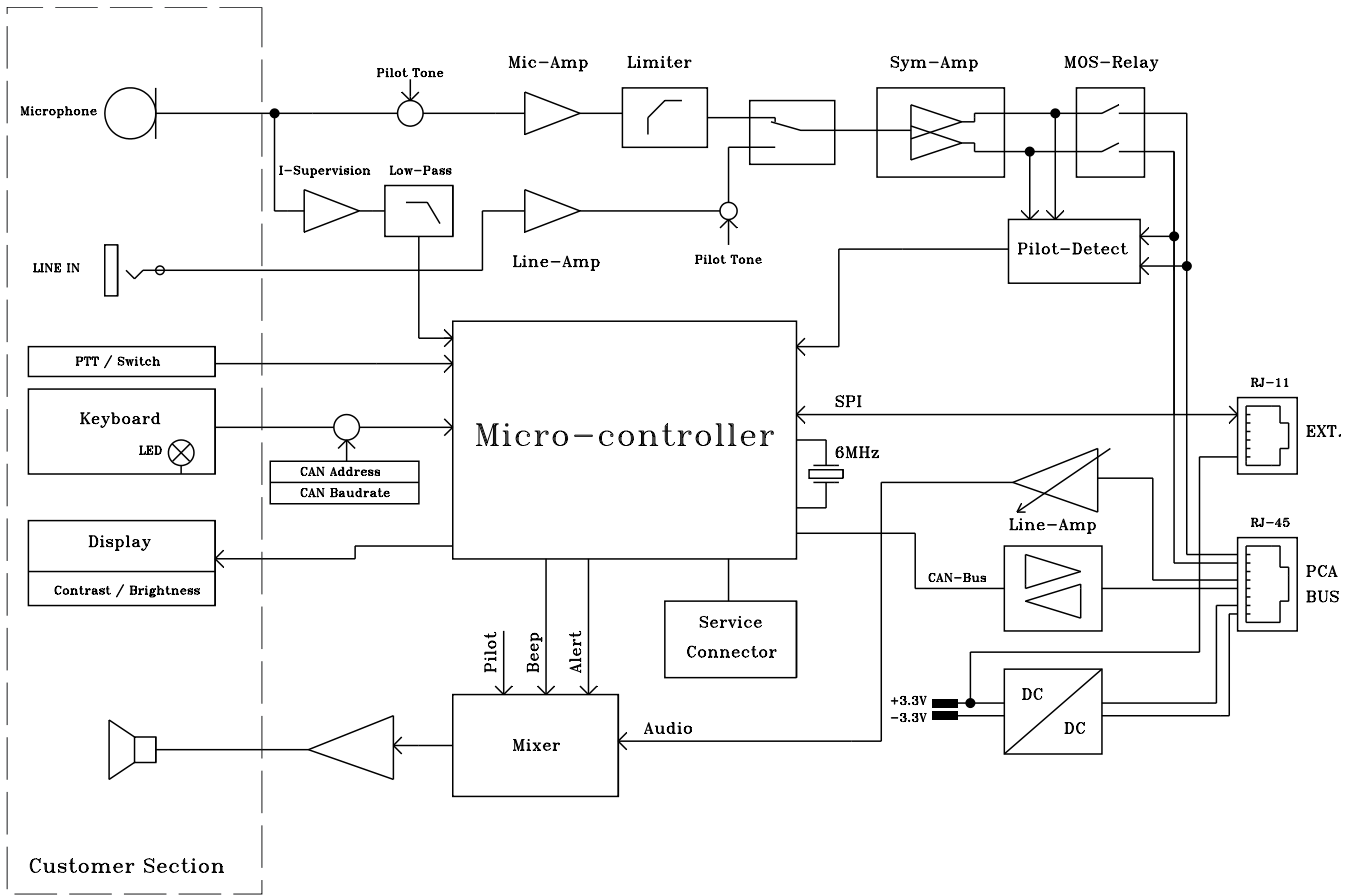 Mic-Amp
Limiter
Sym-Amp
MOS-Relay
Pilot Tone
Microphone
I-Supervision
Low-Pass
Pilot-Detect
LINE IN
Line-Amp
Pilot Tone
PTT / Switch
RJ-11
SPI
Keyboard
EXT.
Micro-controller
LED
6MHz
CAN Address
CAN Baudrate
Line-Amp
RJ-45
Display
CAN-Bus
PCA
BUS
Contrast / Brightness
Service
Connector
Pilot
Beep
Alert
+3.3V
-3.3V
DC
DC
Audio
Mixer
Customer Section